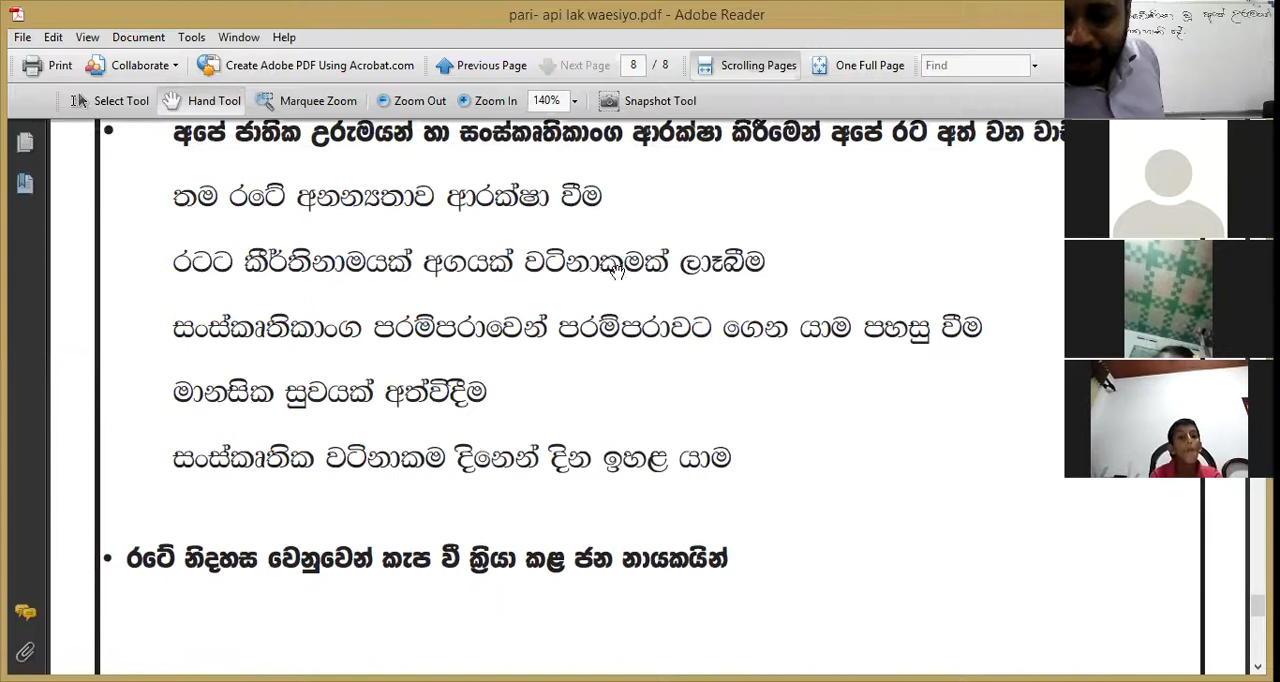 pari- api lak waesiyo.pdf - Adobe Reader
File Edit View Document Tools Window Help
Print Collaborate Create Adobe PDF Using Acrobat.com Previous Page Next Page 8 / 8 Scrolling Pages One Full Page Find
Select Tool Hand Tool Marquee Zoom Zoom Out Zoom In 140% Snapshot Tool
• අපේ ජාතික උරුමයන් හා සංස්කෘතිකාංග ආරක්ෂා කිරීමෙන් අපේ රට අත් වන
තම රටේ අනන්‍යතාව ආරක්ෂා වීම
රටට කීර්තිනාමයක් අගයක් වටිනාකමක් ලැබීම
සංස්කෘතිකාංග පරම්පරාවෙන් පරම්පරාවට ගෙන යාම පහසු වීම
මානසික සුවයක් අත්විදීම
සංස්කෘතික වටිනාකම දිනෙන් දින ඉහළ යාම
• රටේ නිදහස වෙනුවෙන් කැප වී ක්‍රියා කළ ජන නායකයින්